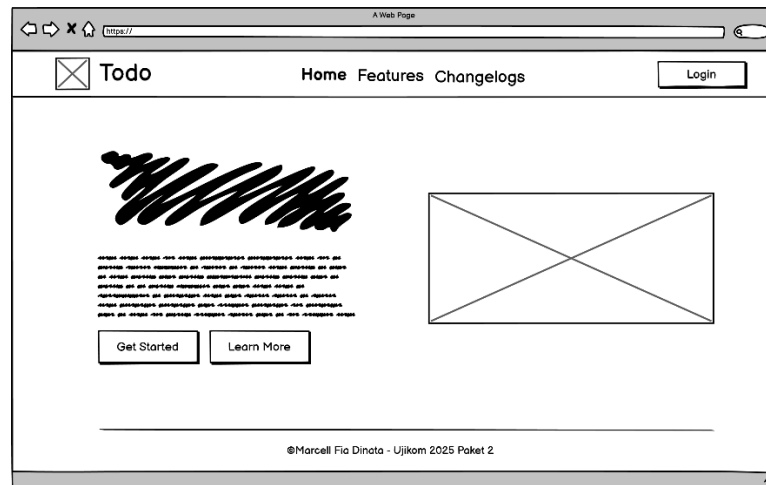 A Web Page
https://
Todo
Home Features Changelogs
Login
Get Started
Learn More
©Marcell Fia Dinata - Ujikom 2025 Paket 2